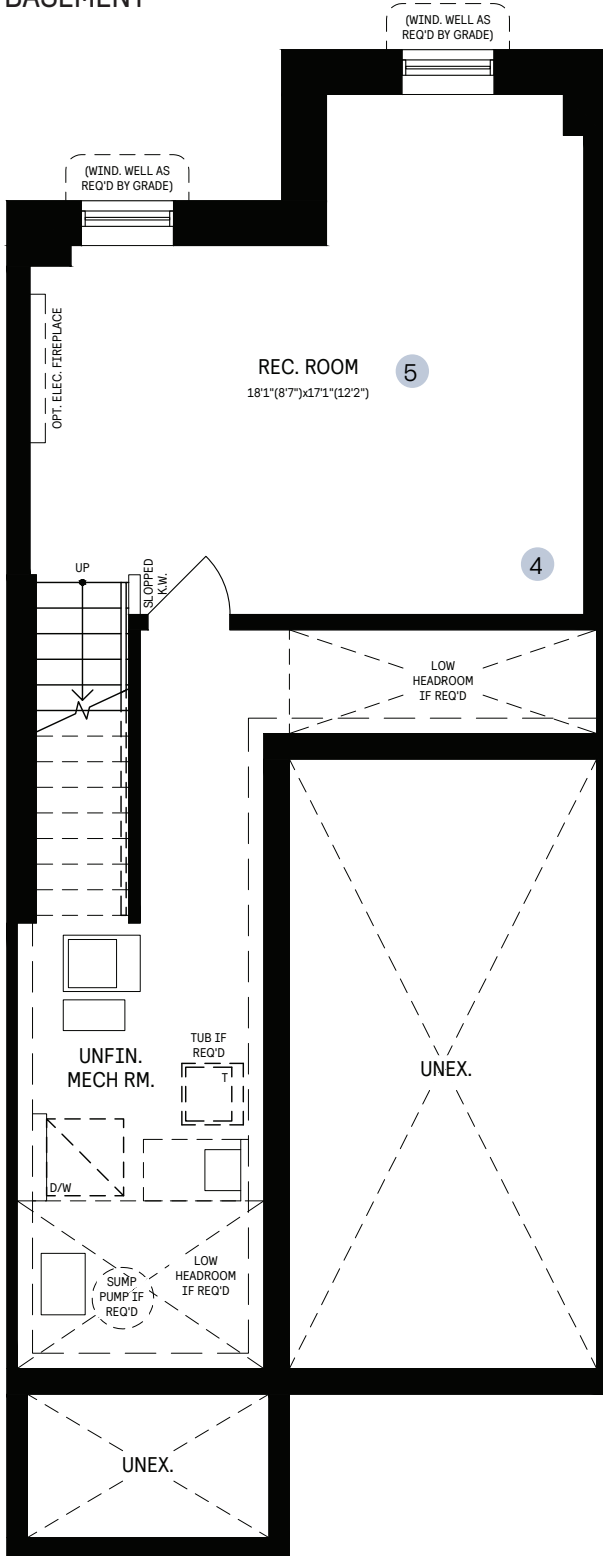 BASEMENT
(WIND. WELL AS
REQ'D BY GRADE)
(WIND. WELL AS
REQ'D BY GRADE)
OPT. ELEC. FIREPLACE
REC. ROOM
18'1"(8'7")x17'1"(12'2")
5
4
UP
SLOPPED
K.W.
LOW
HEADROOM
IF REQ'D
UNFIN.
MECH RM.
TUB IF
REQ'D
T
UNEX.
D/W
LOW
HEADROOM
IF REQ'D
SUMP
PUMP IF
REQ'D
UNEX.